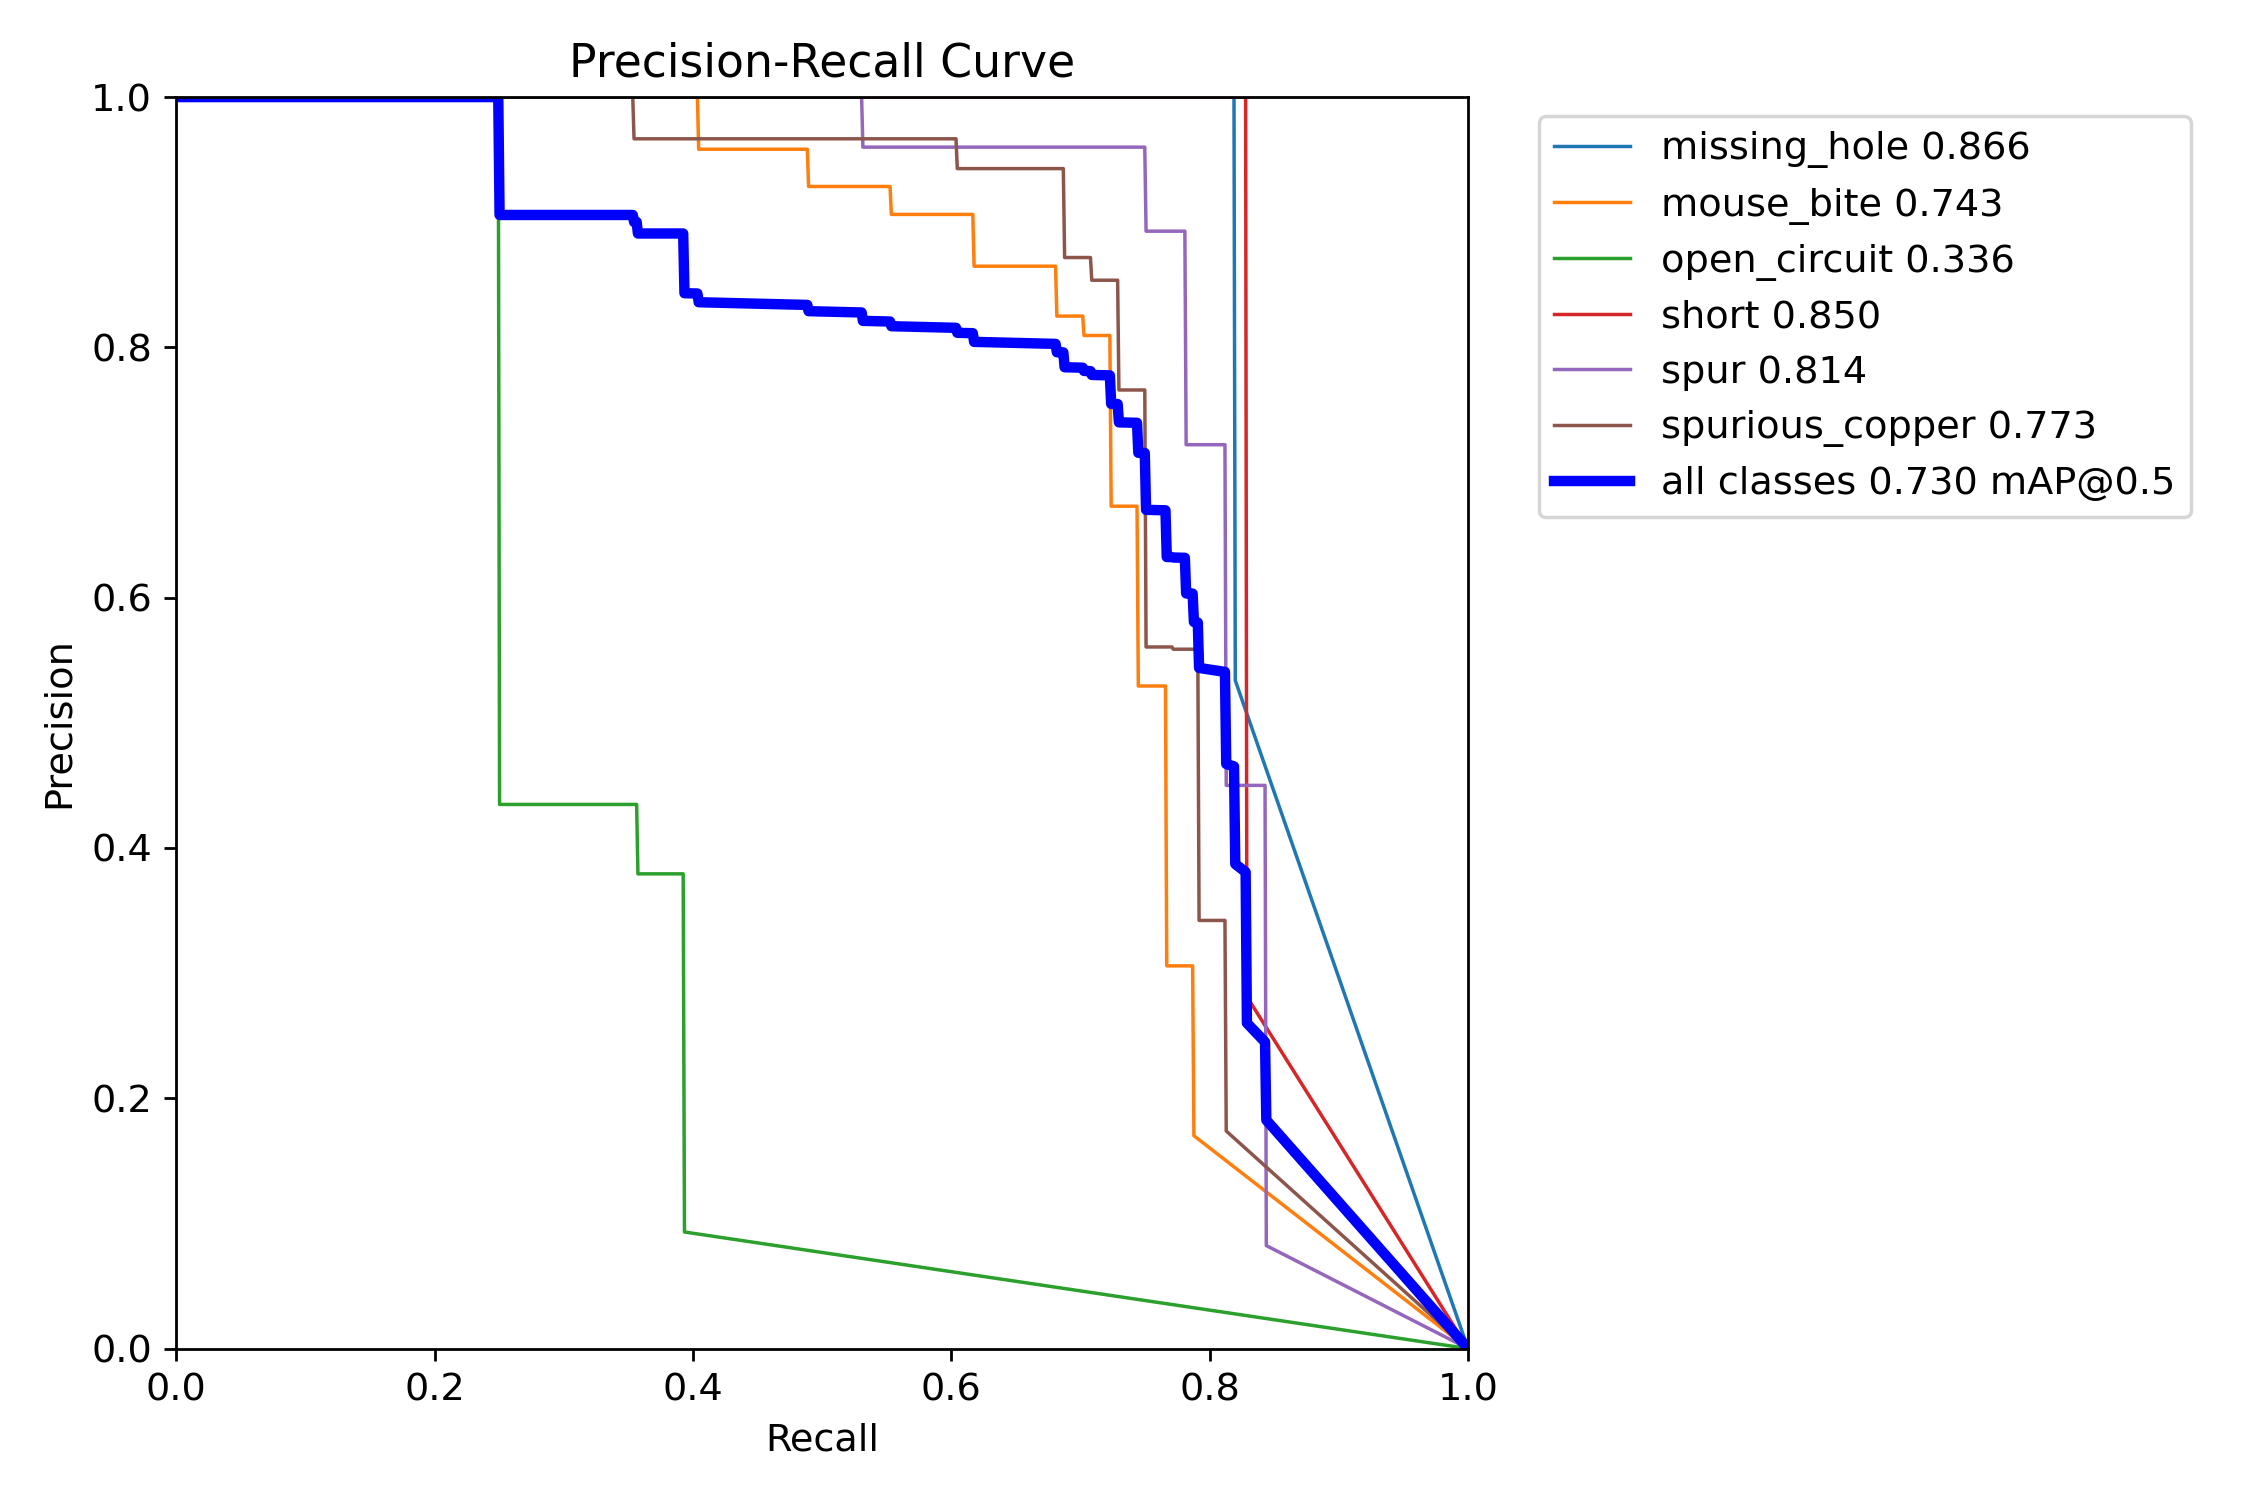 Precision-Recall Curve
1.0
0.8
0.6
0.4
0.2
0.0
Precision
0.0 0.2 0.4 0.6 0.8 1.0
Recall
missing_hole 0.866
mouse_bite 0.743
open_circuit 0.336
short 0.850
spur 0.814
spurious_copper 0.773
all classes 0.730 mAP@0.5